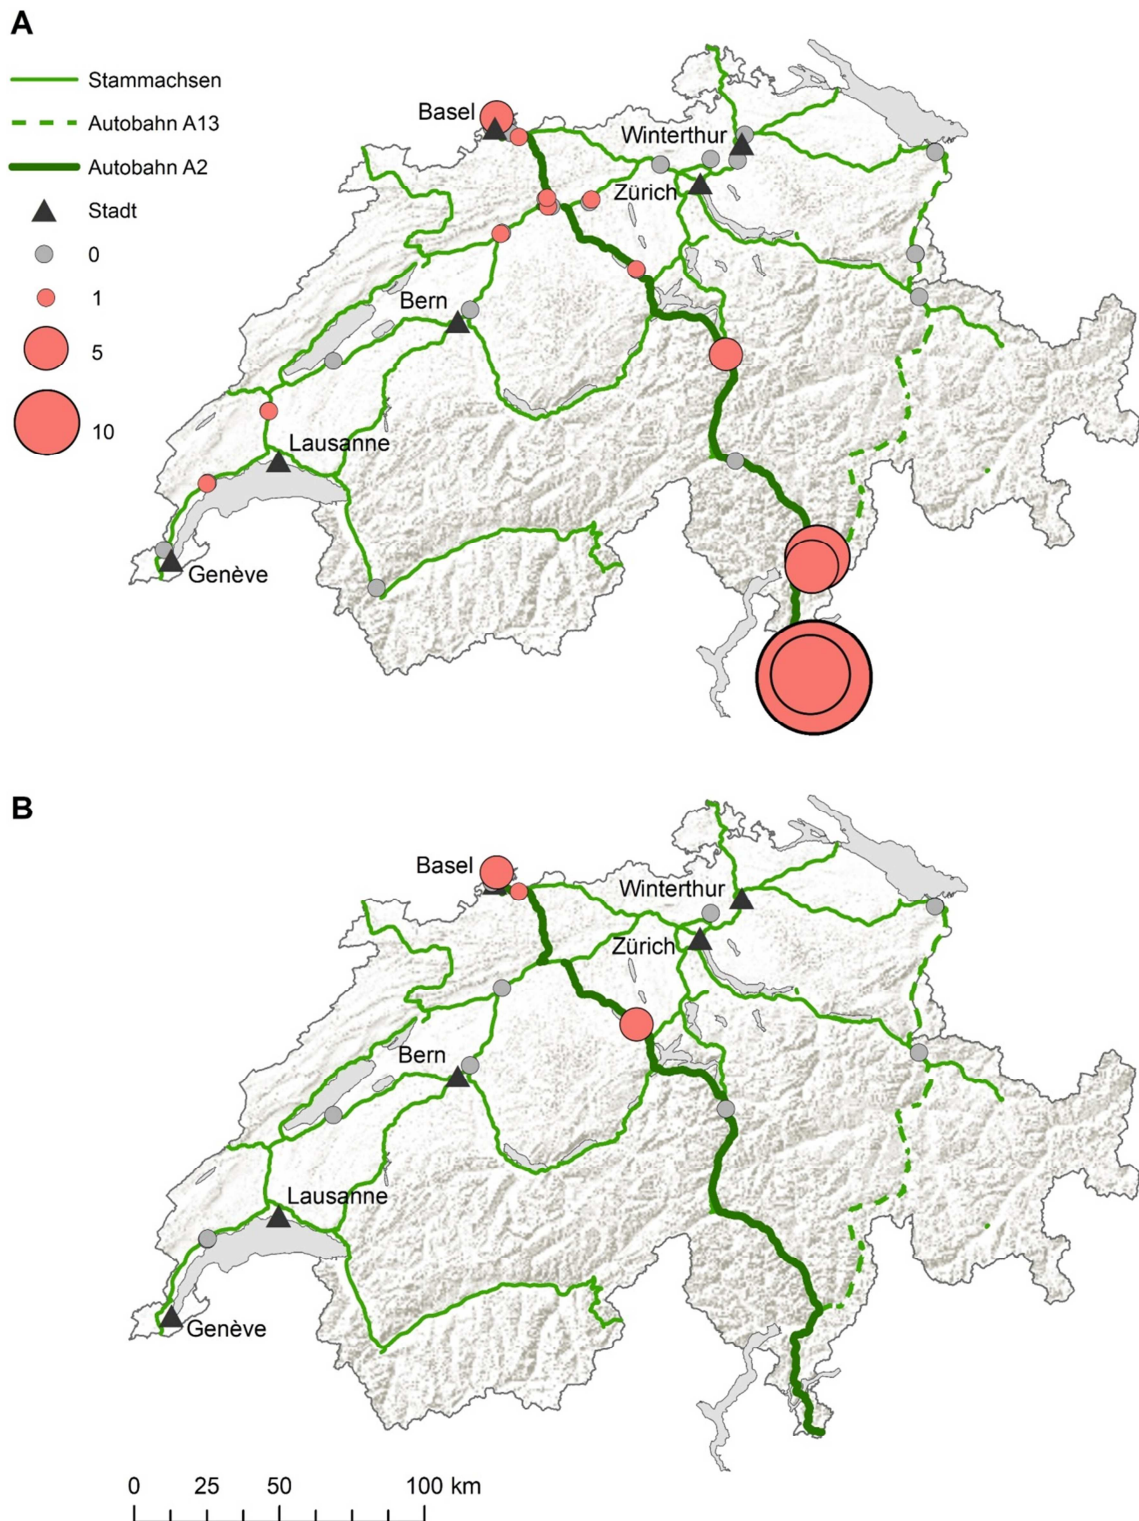 A
Stammachsen
Autobahn A13
Autobahn A2
Stadt
0
1
5
10
Basel
Winterthur
Zürich
Bern
Lausanne
Genève
B
Basel
Winterthur
Zürich
Bern
Lausanne
Genève
0 25 50 100 km